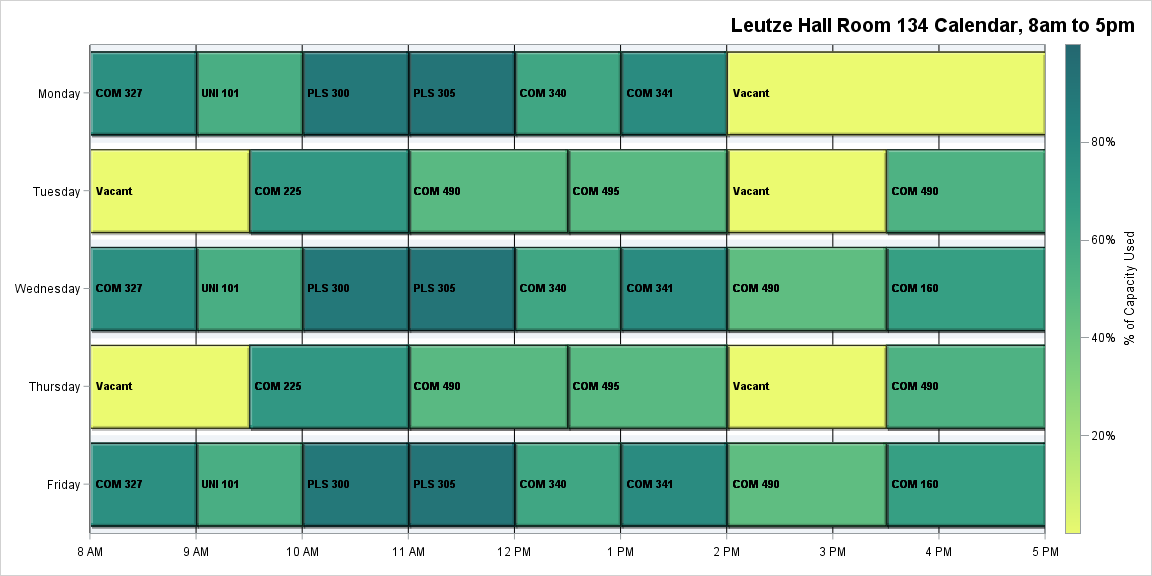 Leutze Hall Room 134 Calendar, 8am to 5pm
Monday
COM 327
UNI 101
PLS 300
PLS 305
COM 340
COM 341
Vacant
Tuesday
Vacant
COM 225
COM 490
COM 495
Vacant
COM 490
Wednesday
COM 327
UNI 101
PLS 300
PLS 305
COM 340
COM 341
COM 490
COM 160
Thursday
Vacant
COM 225
COM 490
COM 495
Vacant
COM 490
Friday
COM 327
UNI 101
PLS 300
PLS 305
COM 340
COM 341
COM 490
COM 160
8 AM
9 AM
10 AM
11 AM
12 PM
1 PM
2 PM
3 PM
4 PM
5 PM
80%
60%
40%
20%
% of Capacity Used